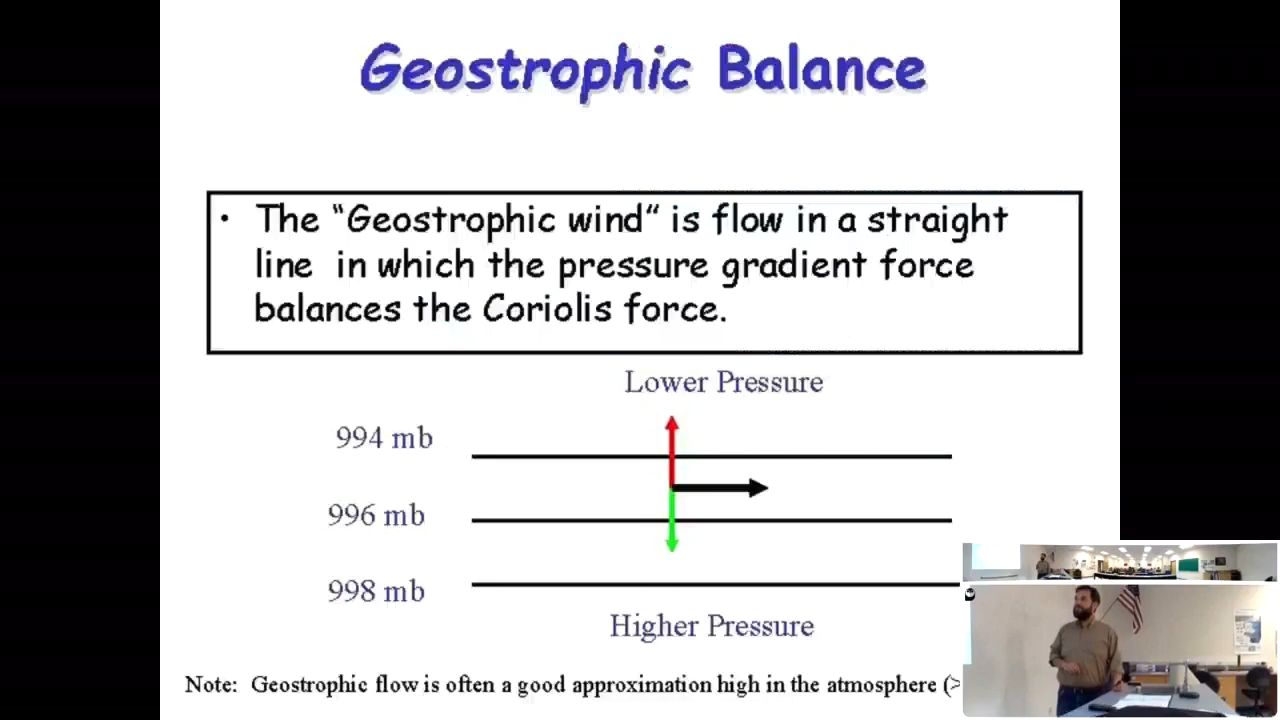 Geostrophic Balance
• The “Geostrophic wind” is flow in a straight
line in which the pressure gradient force
balances the Coriolis force.
Lower Pressure
994 mb
996 mb
998 mb
Higher Pressure
Note: Geostrophic flow is often a good approximation high in the atmosphere (>